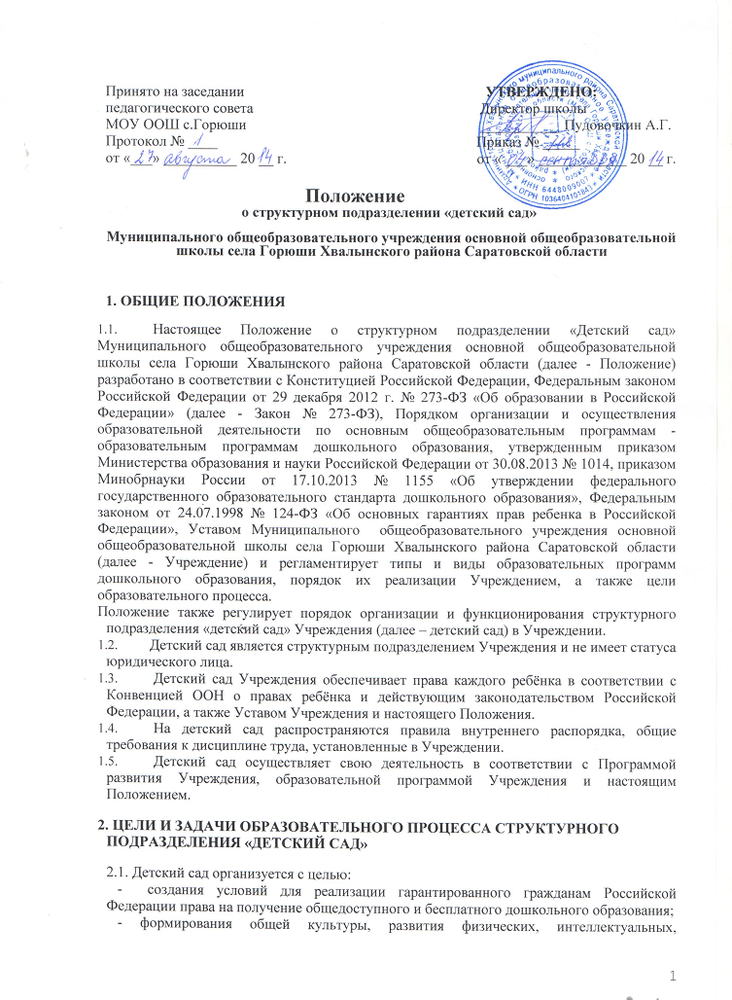 Принято на заседании
УТВЕРЖДЕНО:
педагогического совета
Директор школы
МОУ ООШ с.Горюши
Пудовочкин А.Г.
Протокол № 1
Приказ №
от « 27» августа 20 14 г.
от « 01» сентября 20 14 г.
Положение
о структурном подразделении «детский сад»
Муниципального общеобразовательного учреждения основной общеобразовательной
школы села Горюши Хвалынского района Саратовской области
1. ОБЩИЕ ПОЛОЖЕНИЯ
1.1. Настоящее Положение о структурном подразделении «Детский сад»
Муниципального общеобразовательного учреждения основной общеобразовательной
школы села Горюши Хвалынского района Саратовской области (далее - Положение)
разработано в соответствии с Конституцией Российской Федерации, Федеральным законом
Российской Федерации от 29 декабря 2012 г. № 273-ФЗ «Об образовании в Российской
Федерации» (далее - Закон № 273-ФЗ), Порядком организации и осуществления
образовательной деятельности по основным общеобразовательным программам -
образовательным программам дошкольного образования, утвержденным приказом
Министерства образования и науки Российской Федерации от 30.08.2013 № 1014, приказом
Минобрнауки России от 17.10.2013 № 1155 «Об утверждении федерального
государственного образовательного стандарта дошкольного образования», Федеральным
законом от 24.07.1998 № 124-ФЗ «Об основных гарантиях прав ребенка в Российской
Федерации», Уставом Муниципального общеобразовательного учреждения основной
общеобразовательной школы села Горюши Хвалынского района Саратовской области
(далее - Учреждение) и регламентирует типы и виды образовательных программ
дошкольного образования, порядок их реализации Учреждением, а также цели
образовательного процесса.
Положение также регулирует порядок организации и функционирования структурного
подразделения «детский сад» Учреждения (далее – детский сад) в Учреждении.
1.2. Детский сад является структурным подразделением Учреждения и не имеет статуса
юридического лица.
1.3. Детский сад Учреждения обеспечивает права каждого ребёнка в соответствии с
Конвенцией ООН о правах ребёнка и действующим законодательством Российской
Федерации, а также Уставом Учреждения и настоящего Положения.
1.4. На детский сад распространяются правила внутреннего распорядка, общие
требования к дисциплине труда, установленные в Учреждении.
1.5. Детский сад осуществляет свою деятельность в соответствии с Программой
развития Учреждения, образовательной программой Учреждения и настоящим
Положением.
2. ЦЕЛИ И ЗАДАЧИ ОБРАЗОВАТЕЛЬНОГО ПРОЦЕССА СТРУКТУРНОГО
ПОДРАЗДЕЛЕНИЯ «ДЕТСКИЙ САД»
2.1. Детский сад организуется с целью:
- создания условий для реализации гарантированного гражданам Российской
Федерации права на получение общедоступного и бесплатного дошкольного образования;
- формирования общей культуры, развития физических, интеллектуальных,
1